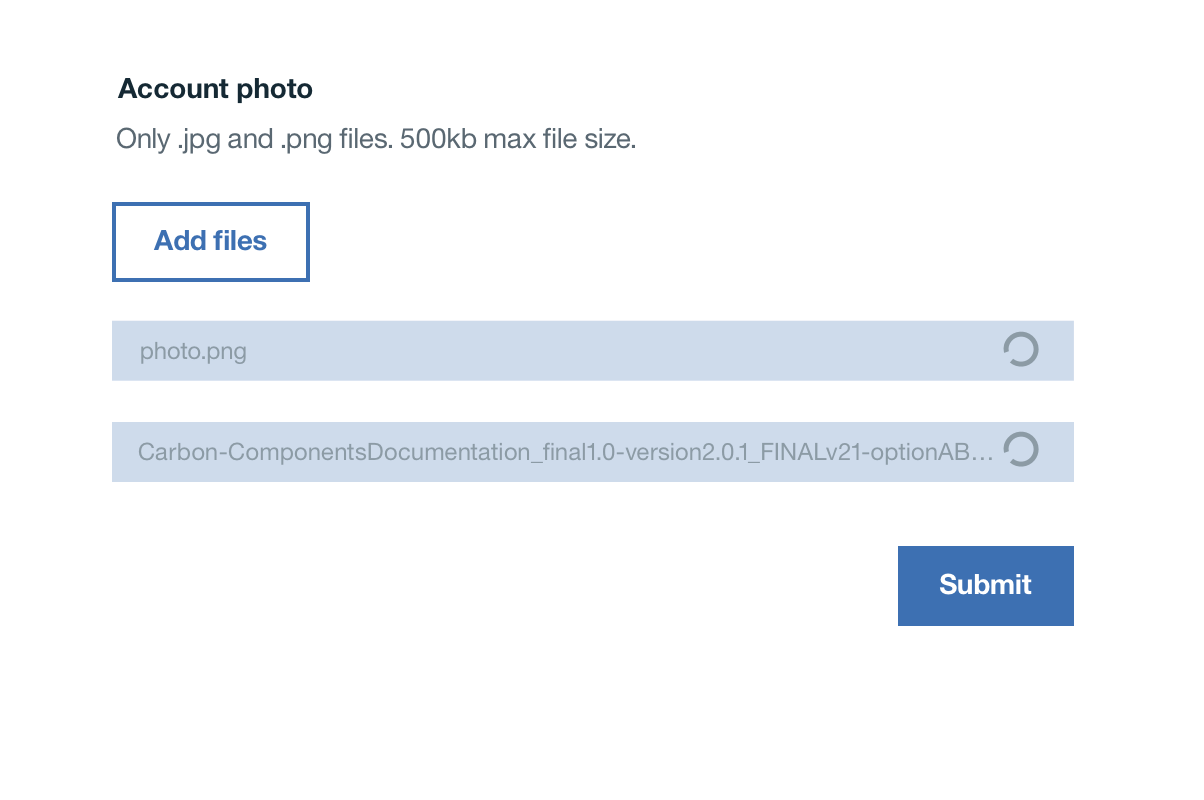 Account photo
Only .jpg and .png files. 500kb max file size.
Add files
photo.png
Carbon-ComponentsDocumentation_final1.0-version2.0.1_FINALv21-optionAB...
Submit